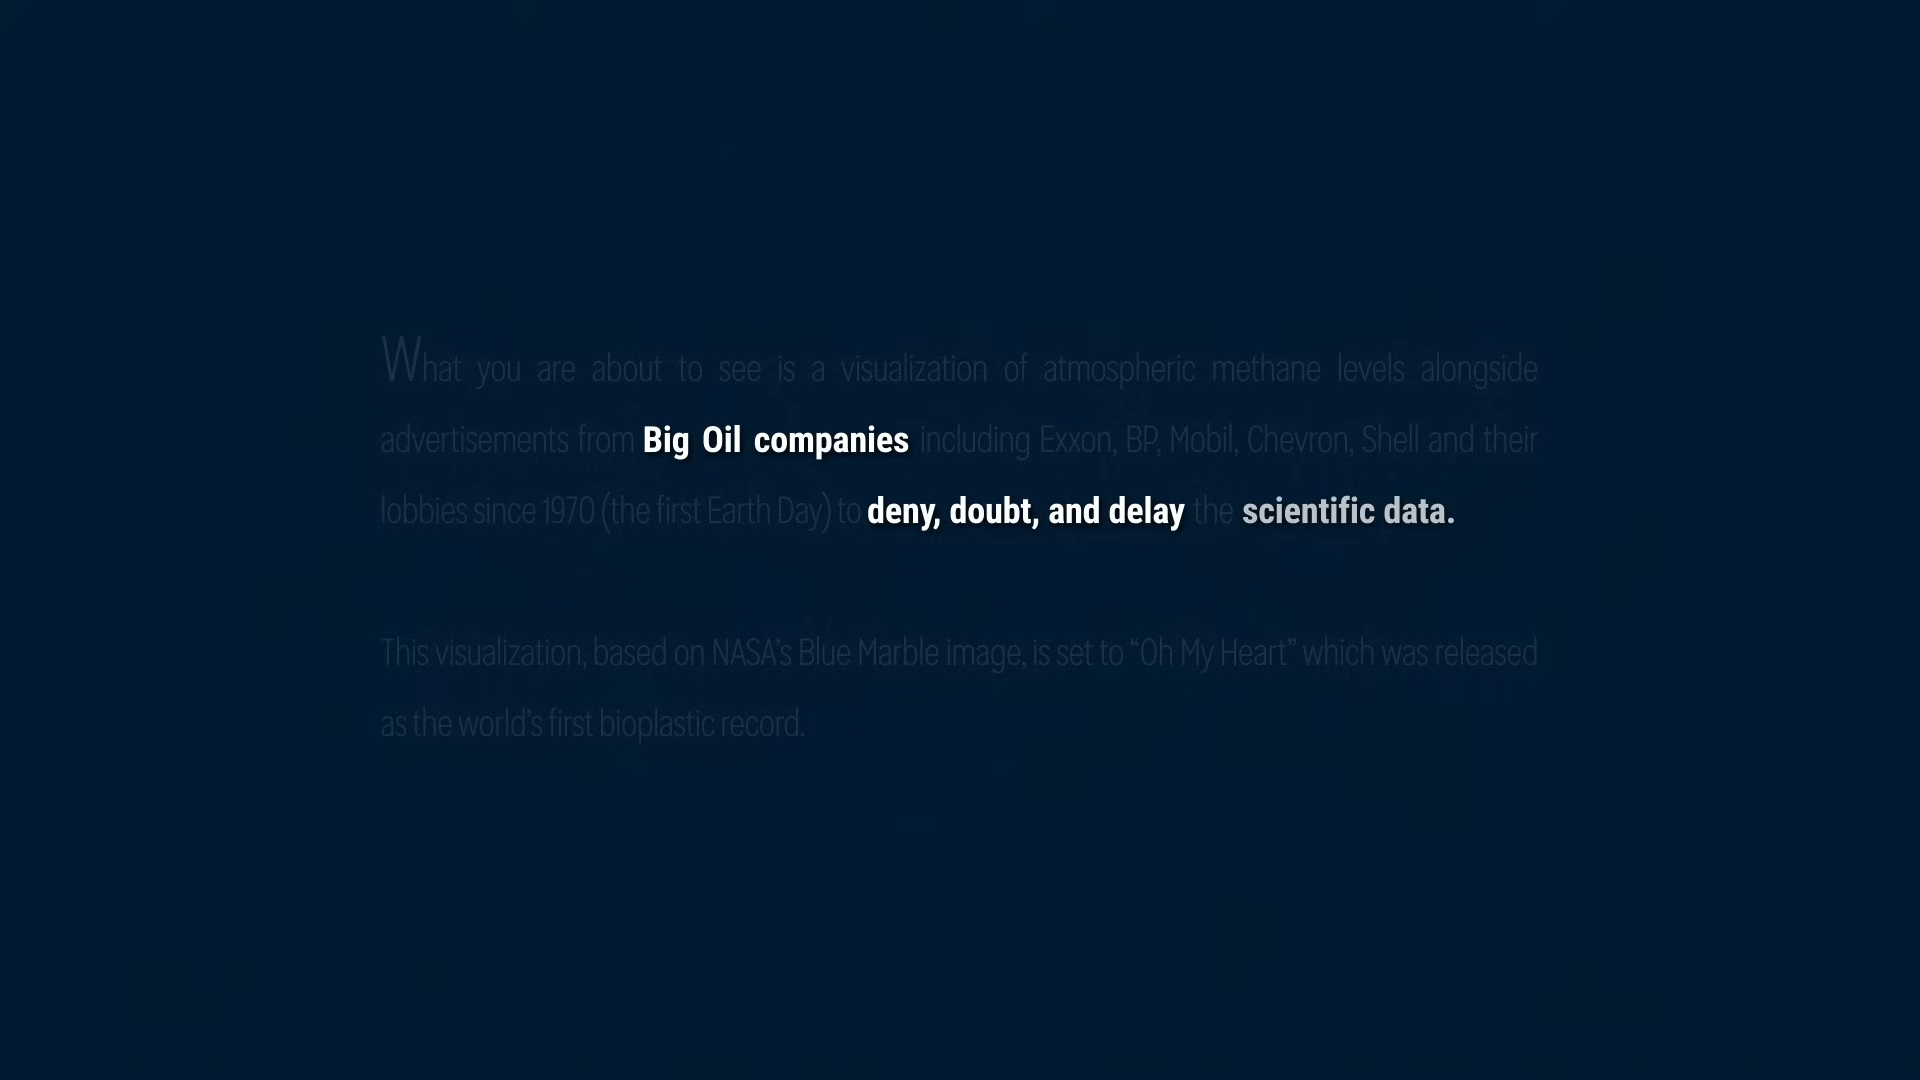 What you are about to see is a visualization of atmospheric methane levels alongside
advertisements from Big Oil companies including Exxon, BP, Mobil, Chevron, Shell and their
lobbies since 1970 (the first Earth Day) to deny, doubt, and delay the scientific data.
This visualization, based on NASA’s Blue Marble image, is set to “Oh My Heart” which was released
as the world’s first bioplastic record.